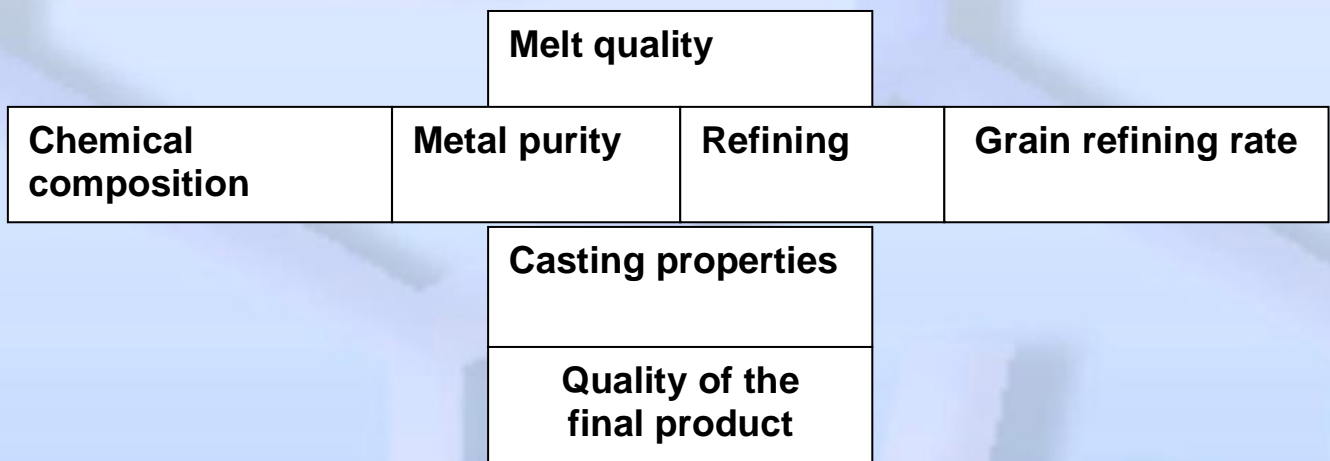 Melt quality
Chemical
composition
Metal purity
Refining
Grain refining rate
Casting properties
Quality of the
final product